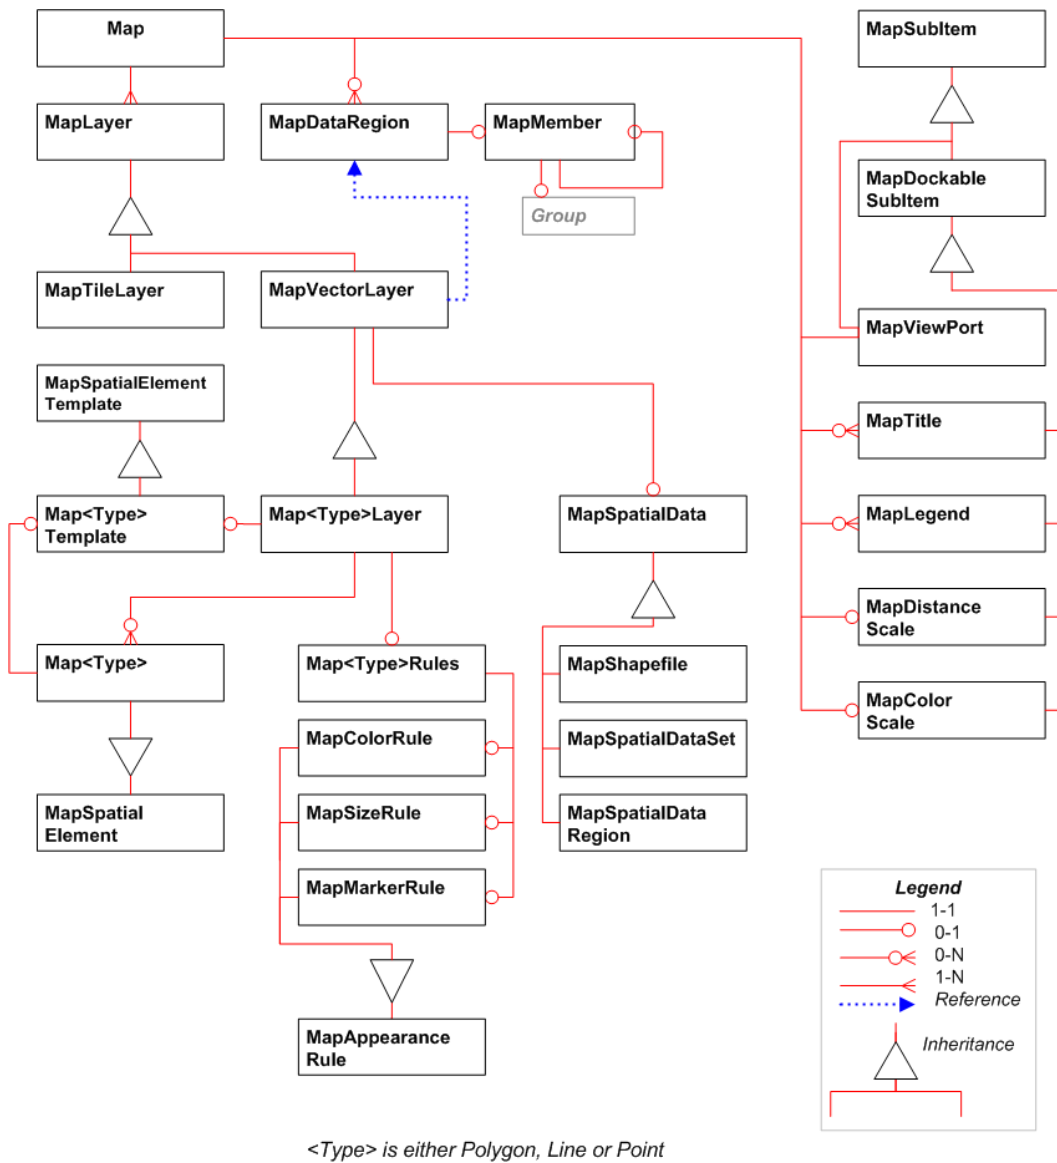 Map
MapSubItem
MapLayer
MapDataRegion
MapMember
MapDockable
SubItem
Group
MapTileLayer
MapVectorLayer
MapViewPort
MapSpatialElement
Template
MapTitle
Map<Type>
Template
Map<Type>Layer
MapSpatialData
MapLegend
MapDistance
Scale
Map<Type>
Map<Type>Rules
MapShapefile
MapColor
Scale
MapColorRule
MapSpatialDataSet
MapSpatial
Element
MapSizeRule
MapSpatialData
Region
MapMarkerRule
Legend
1-1
0-1
0-N
1-N
Reference
Inheritance
MapAppearance
Rule
<Type> is either Polygon, Line or Point